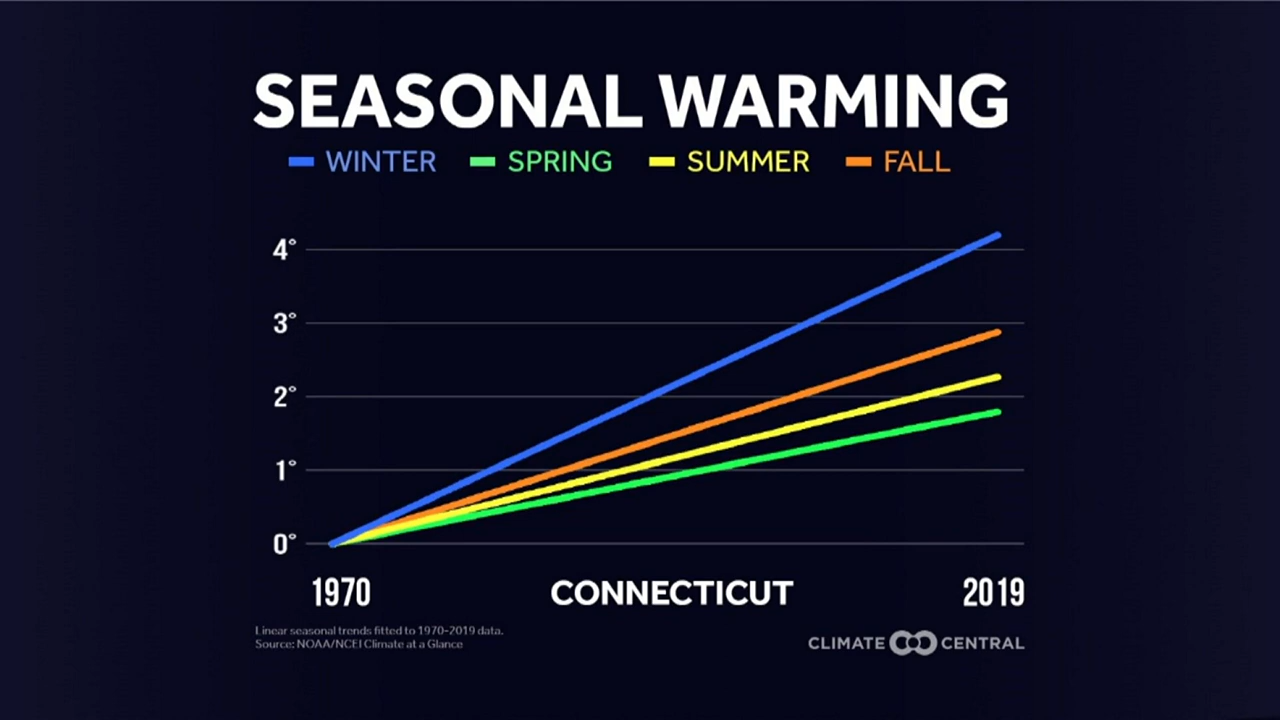 SEASONAL WARMING
WINTER SPRING SUMMER FALL
4°
3°
2°
1°
0°
1970 CONNECTICUT 2019
Linear seasonal trends fitted to 1970-2019 data.
Source: NOAA/NCEI Climate at a Glance
CLIMATE CENTRAL